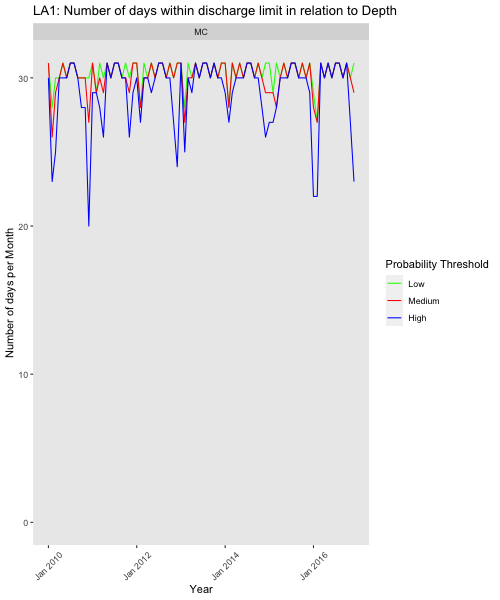 LA1: Number of days within discharge limit in relation to Depth
MC
30
20
10
0
Number of days per Month
Jan 2010
Jan 2012
Jan 2014
Jan 2016
Year
Probability Threshold
Low
Medium
High